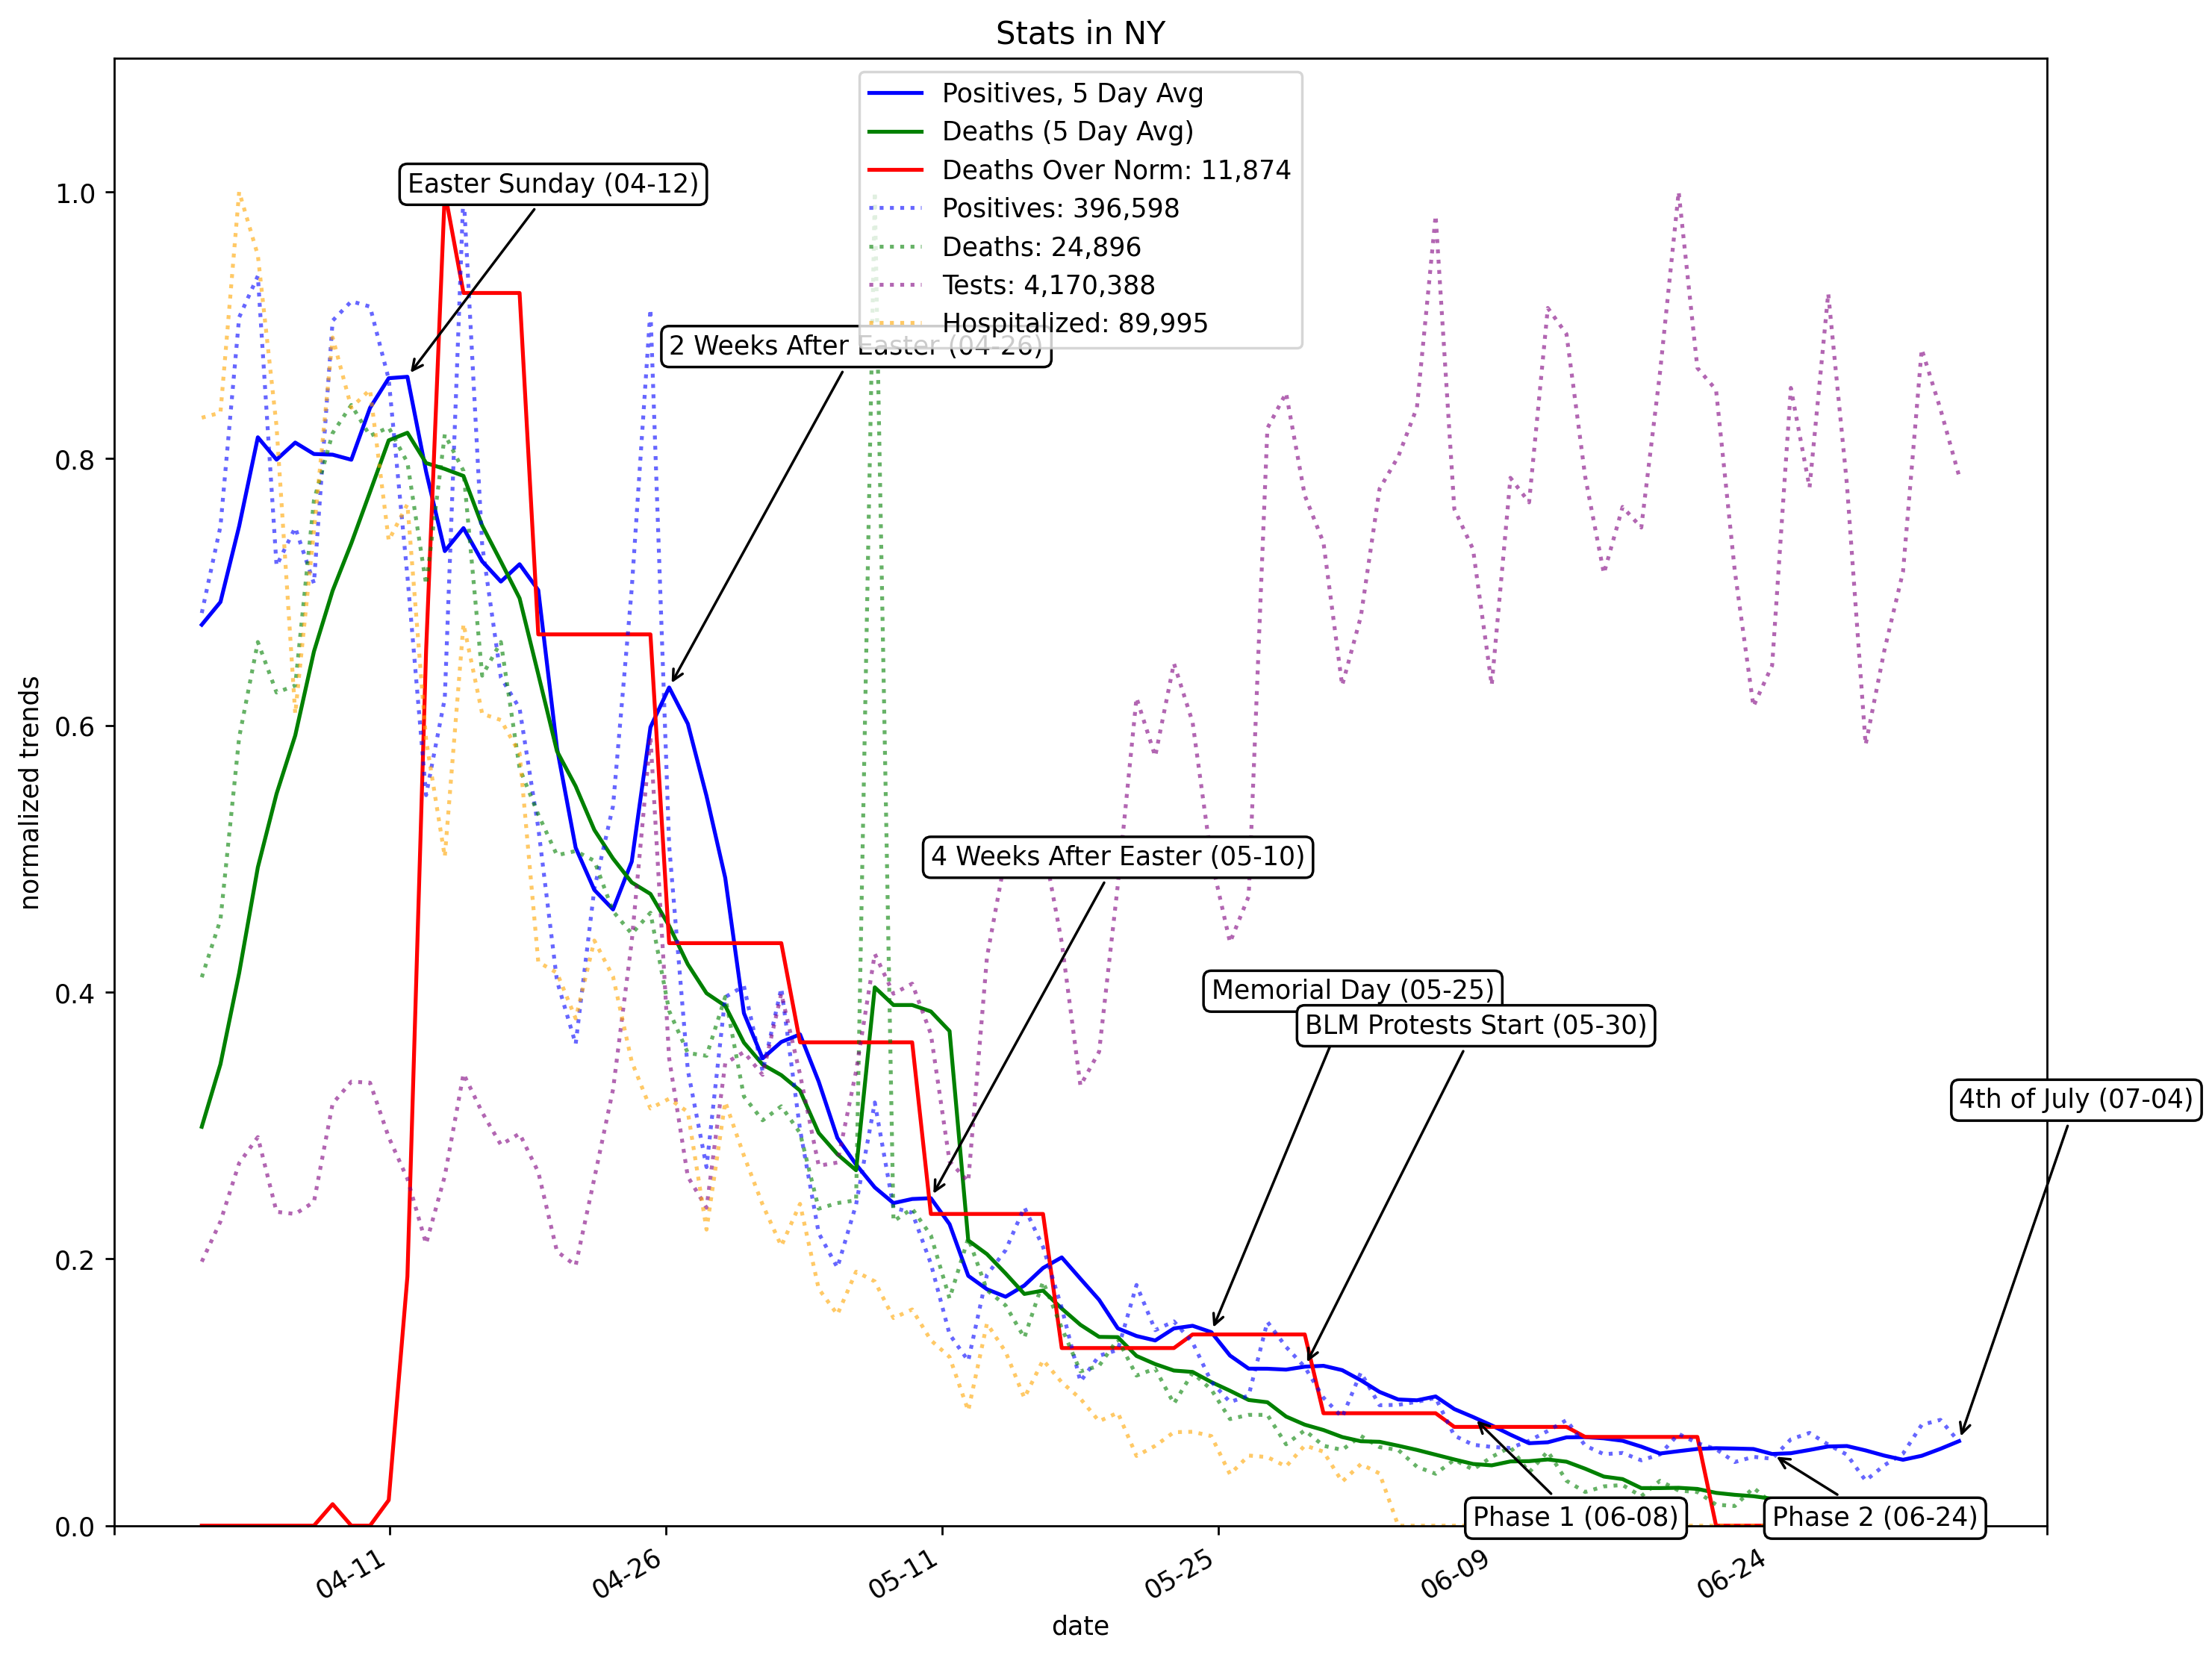 Stats in NY
Positives, 5 Day Avg
Deaths (5 Day Avg)
Deaths Over Norm: 11,874
Positives: 396,598
Deaths: 24,896
Tests: 4,170,388
Hospitalized: 89,995
Easter Sunday (04-12)
2 Weeks After Easter (04-26)
4 Weeks After Easter (05-10)
Memorial Day (05-25)
BLM Protests Start (05-30)
4th of July (07-04)
Phase 1 (06-08)
Phase 2 (06-24)
normalized trends
1.0
0.8
0.6
0.4
0.2
0.0
04-11
04-26
05-11
05-25
06-09
06-24
date